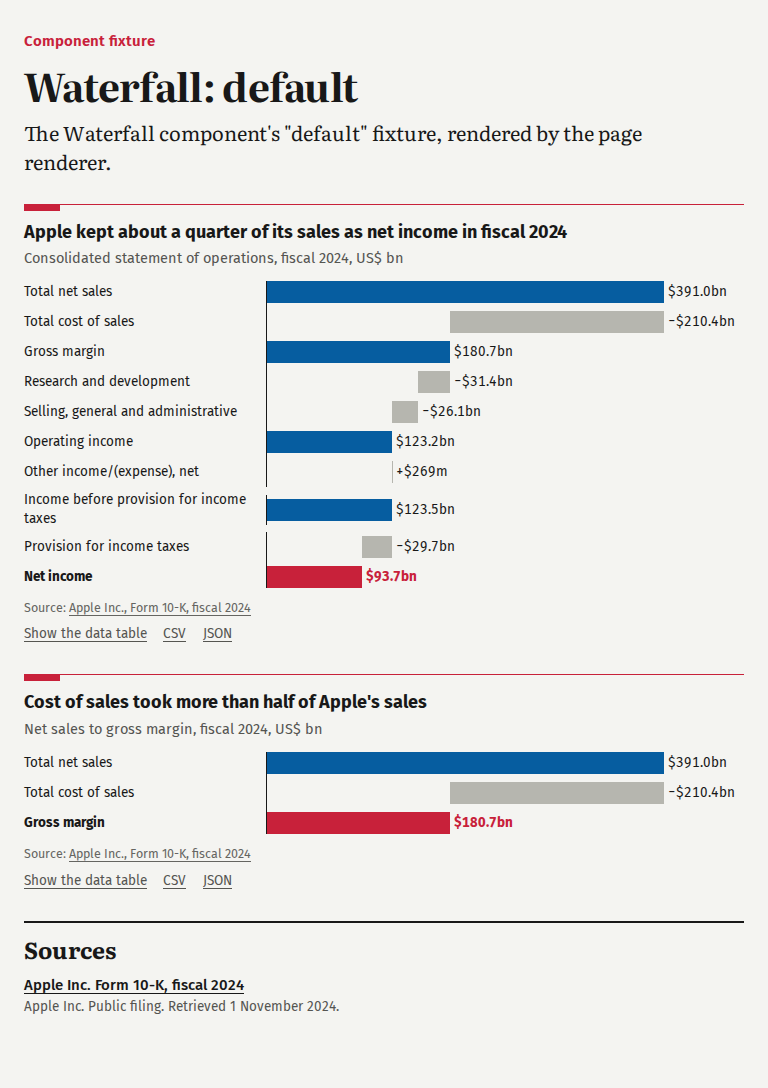 Component fixture
Waterfall: default
The Waterfall component's "default" fixture, rendered by the page
renderer.
Apple kept about a quarter of its sales as net income in fiscal 2024
Consolidated statement of operations, fiscal 2024, US$ bn
Total net sales $391.0bn
Total cost of sales −$210.4bn
Gross margin $180.7bn
Research and development −$31.4bn
Selling, general and administrative −$26.1bn
Operating income $123.2bn
Other income/(expense), net +$269m
Income before provision for income
taxes $123.5bn
Provision for income taxes −$29.7bn
Net income $93.7bn
Source: Apple Inc., Form 10-K, fiscal 2024
Show the data table CSV JSON
Cost of sales took more than half of Apple's sales
Net sales to gross margin, fiscal 2024, US$ bn
Total net sales $391.0bn
Total cost of sales −$210.4bn
Gross margin $180.7bn
Source: Apple Inc., Form 10-K, fiscal 2024
Show the data table CSV JSON
Sources
Apple Inc. Form 10-K, fiscal 2024
Apple Inc. Public filing. Retrieved 1 November 2024.